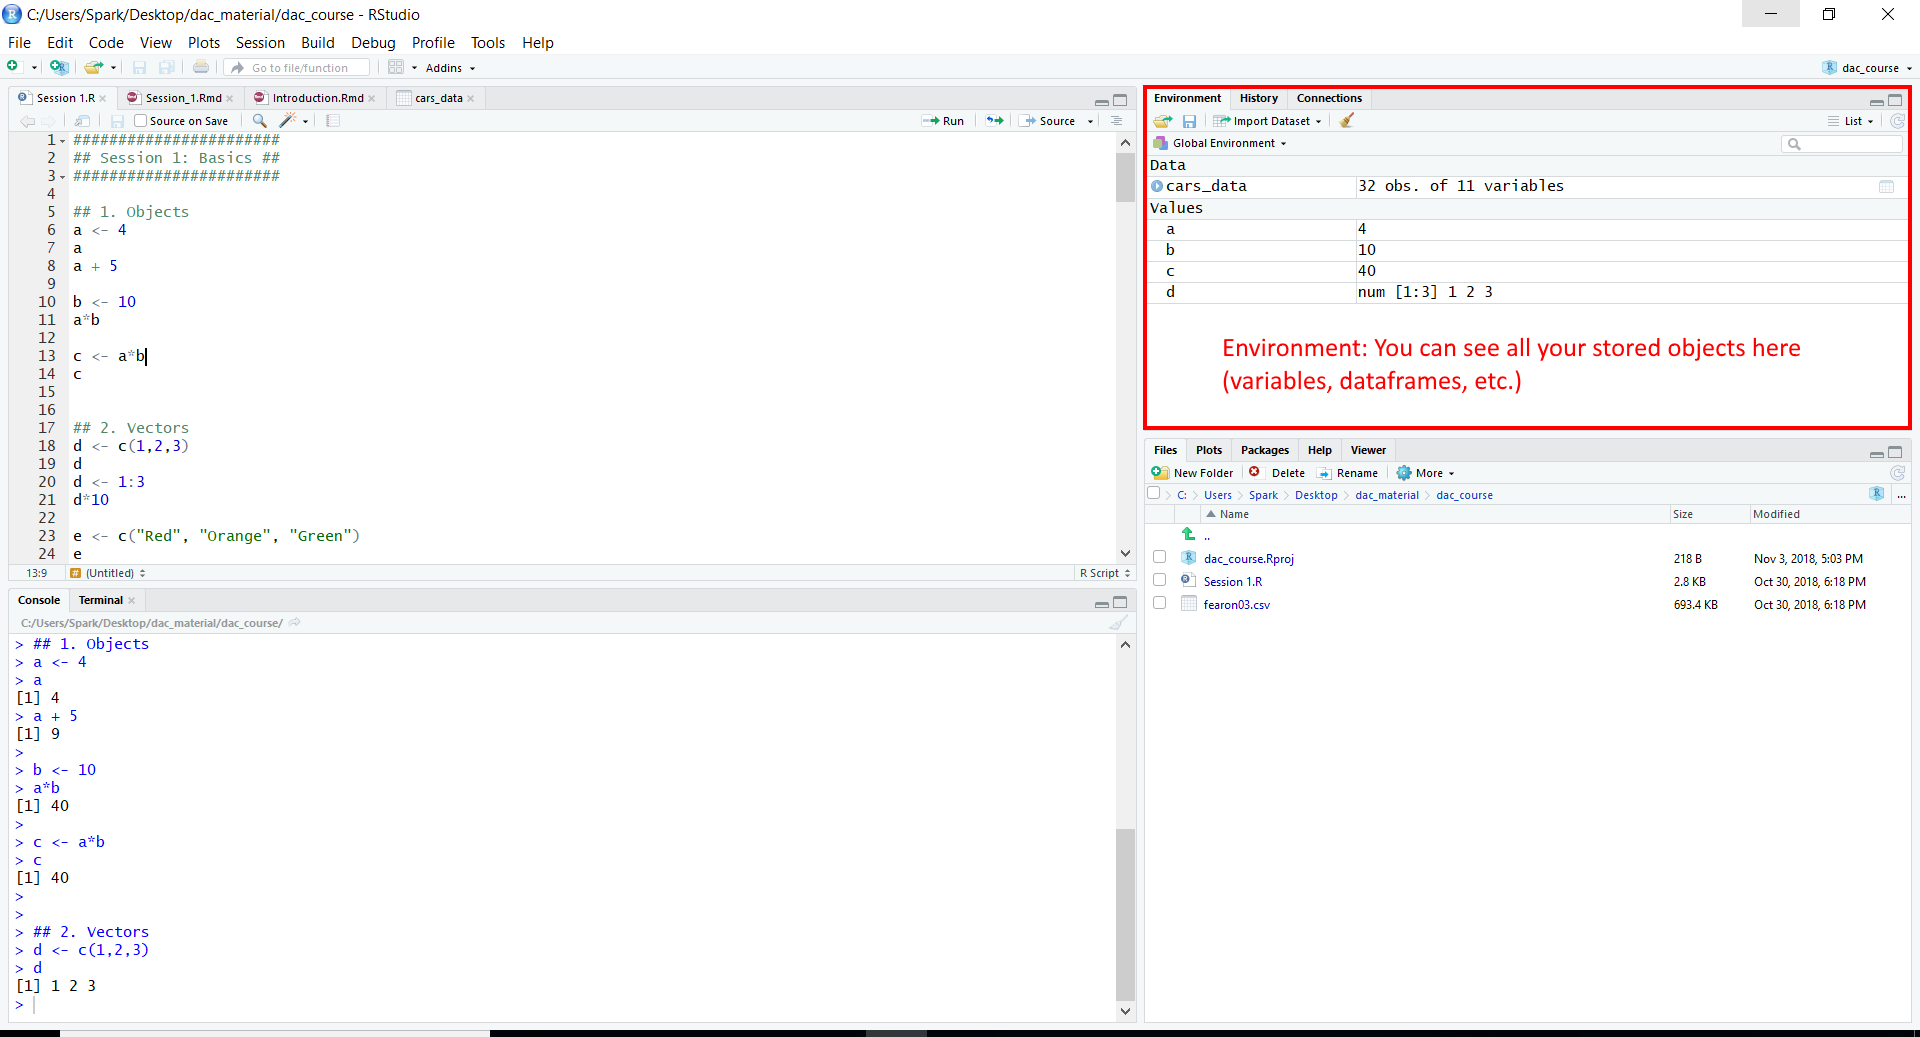 C:/Users/Spark/Desktop/dac_material/dac_course - RStudio
File Edit Code View Plots Session Build Debug Profile Tools Help
Go to file/function Addins dac_course
Session 1.R Session_1.Rmd Introduction.Rmd cars_data
Source on Save Run Source
1 #######################
2 ## Session 1: Basics ##
3 #######################
4
5 ## 1. Objects
6 a <- 4
7 a
8 a + 5
9
10 b <- 10
11 a*b
12
13 c <- a*b
14 c
15
16
17 ## 2. Vectors
18 d <- c(1,2,3)
19 d
20 d <- 1:3
21 d*10
22
23 e <- c("Red", "Orange", "Green")
24 e
13:9 # (Untitled) R Script
Console Terminal
C:/Users/Spark/Desktop/dac_material/dac_course/
> ## 1. Objects
> a <- 4
> a
[1] 4
> a + 5
[1] 9
>
> b <- 10
> a*b
[1] 40
>
> c <- a*b
> c
[1] 40
>
>
> ## 2. Vectors
> d <- c(1,2,3)
> d
[1] 1 2 3
>
Environment History Connections
Import Dataset List
Global Environment
Data
cars_data 32 obs. of 11 variables
Values
a 4
b 10
c 40
d num [1:3] 1 2 3
Environment: You can see all your stored objects here
(variables, dataframes, etc.)
Files Plots Packages Help Viewer
New Folder Delete Rename More
C: Users Spark Desktop dac_material dac_course ...
Name Size Modified
..
dac_course.Rproj 218 B Nov 3, 2018, 5:03 PM
Session 1.R 2.8 KB Oct 30, 2018, 6:18 PM
fearon03.csv 693.4 KB Oct 30, 2018, 6:18 PM